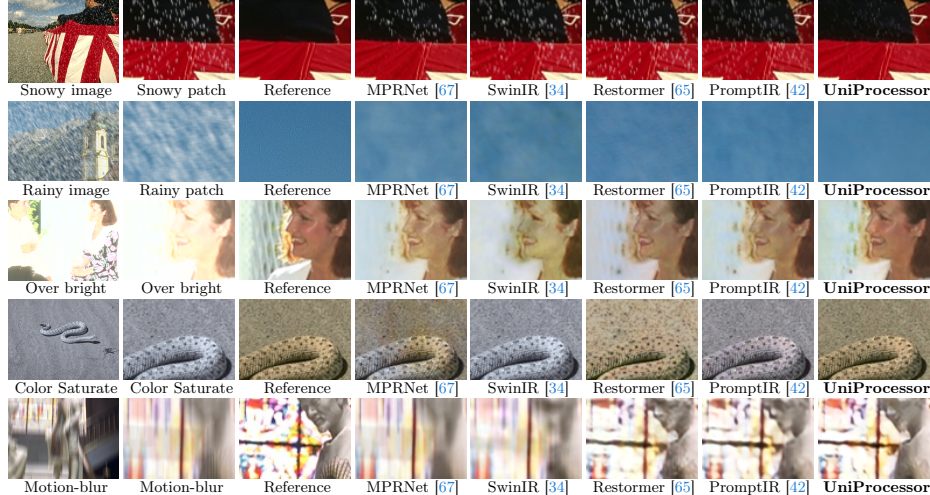 Snowy image Snowy patch Reference MPRNet [67] SwinIR [34] Restormer [65] PromptIR [42] UniProcessor
Rainy image Rainy patch Reference MPRNet [67] SwinIR [34] Restormer [65] PromptIR [42] UniProcessor
Over bright Over bright Reference MPRNet [67] SwinIR [34] Restormer [65] PromptIR [42] UniProcessor
Color Saturate Color Saturate Reference MPRNet [67] SwinIR [34] Restormer [65] PromptIR [42] UniProcessor
Motion-blur Motion-blur Reference MPRNet [67] SwinIR [34] Restormer [65] PromptIR [42] UniProcessor